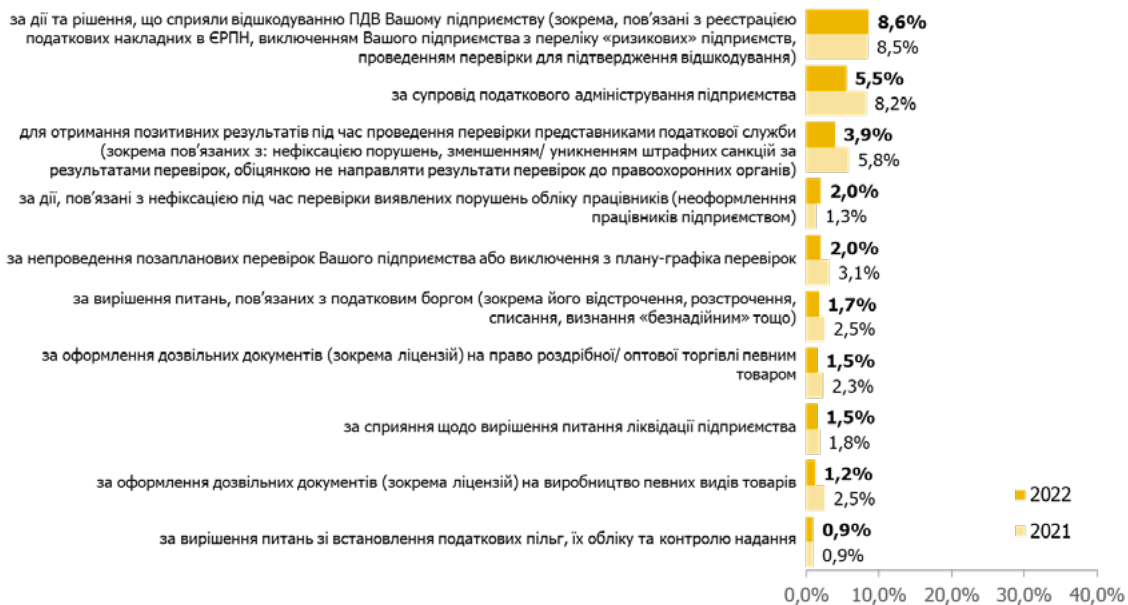 за дії та рішення, що сприяли відшкодуванню ПДВ Вашому підприємству (зокрема, пов’язані з реєстрацією
податкових накладних в ЄРПН, виключенням Вашого підприємства з переліку «ризикових» підприємств,
проведенням перевірки для підтвердження відшкодування)
8,6%
8,5%
за супровід податкового адміністрування підприємства
5,5%
8,2%
для отримання позитивних результатів під час проведення перевірки представниками податкової служби
(зокрема пов’язаних з: нефіксацією порушень, зменшенням/ уникненням штрафних санкцій за
результатами перевірок, обіцянкою не направляти результати перевірок до правоохоронних органів)
3,9%
5,8%
за дії, пов’язані з нефіксацією під час перевірки виявлених порушень обліку працівників (неоформленння
працівників підприємством)
2,0%
1,3%
за непроведення позапланових перевірок Вашого підприємства або виключення з плану-графіка перевірок
2,0%
3,1%
за вирішення питань, пов’язаних з податковим боргом (зокрема його відстрочення, розстрочення,
списання, визнання «безнадійним» тощо)
1,7%
2,5%
за оформлення дозвільних документів (зокрема ліцензій) на право роздрібної/ оптової торгівлі певним
товаром
1,5%
2,3%
за сприяння щодо вирішення питання ліквідації підприємства
1,5%
1,8%
за оформлення дозвільних документів (зокрема ліцензій) на виробництво певних видів товарів
1,2%
2,5%
за вирішення питань зі встановлення податкових пільг, їх обліку та контролю надання
0,9%
0,9%
2022
2021
0,0% 10,0% 20,0% 30,0% 40,0%